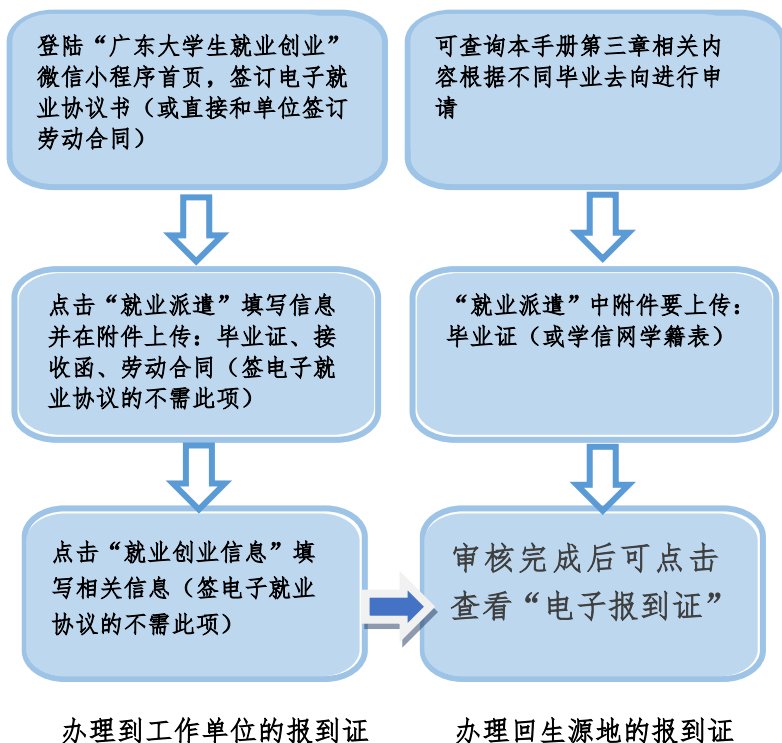 登陆“广东大学生就业创业”
微信小程序首页，签订电子就
业协议书（或直接和单位签订
劳动合同）
可查询本手册第三章相关内
容根据不同毕业去向进行申
请
点击“就业派遣”填写信息
并在附件上传：毕业证、接
收函、劳动合同（签电子就
业协议的不需此项）
“就业派遣”中附件要上传：
毕业证（或学信网学籍表）
点击“就业创业信息”填
写相关信息（签电子就业
协议的不需此项）
审核完成后可点击
查看“电子报到证”
办理到工作单位的报到证
办理回生源地的报到证